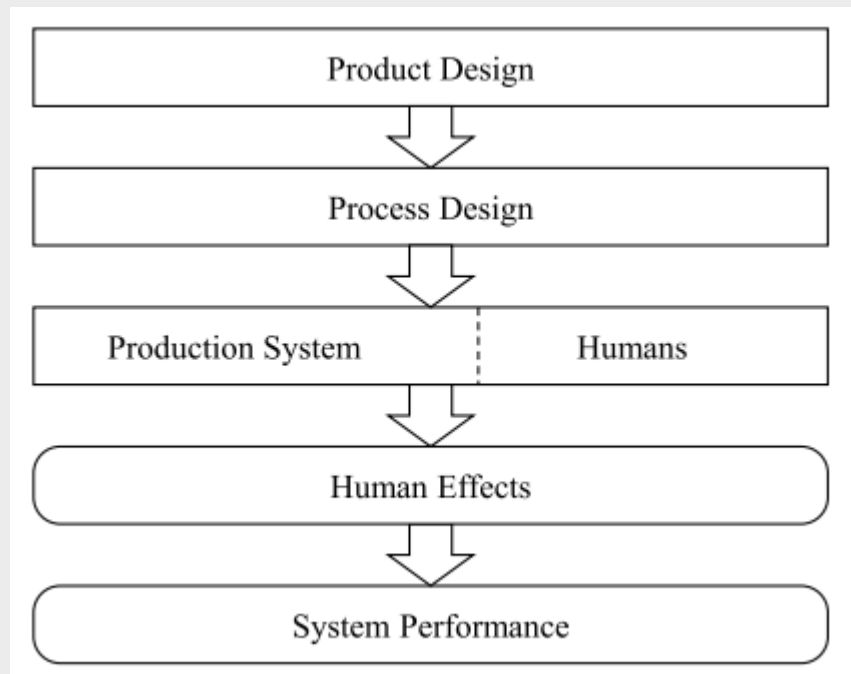 Product Design
Process Design
Production System Humans
Human Effects
System Performance